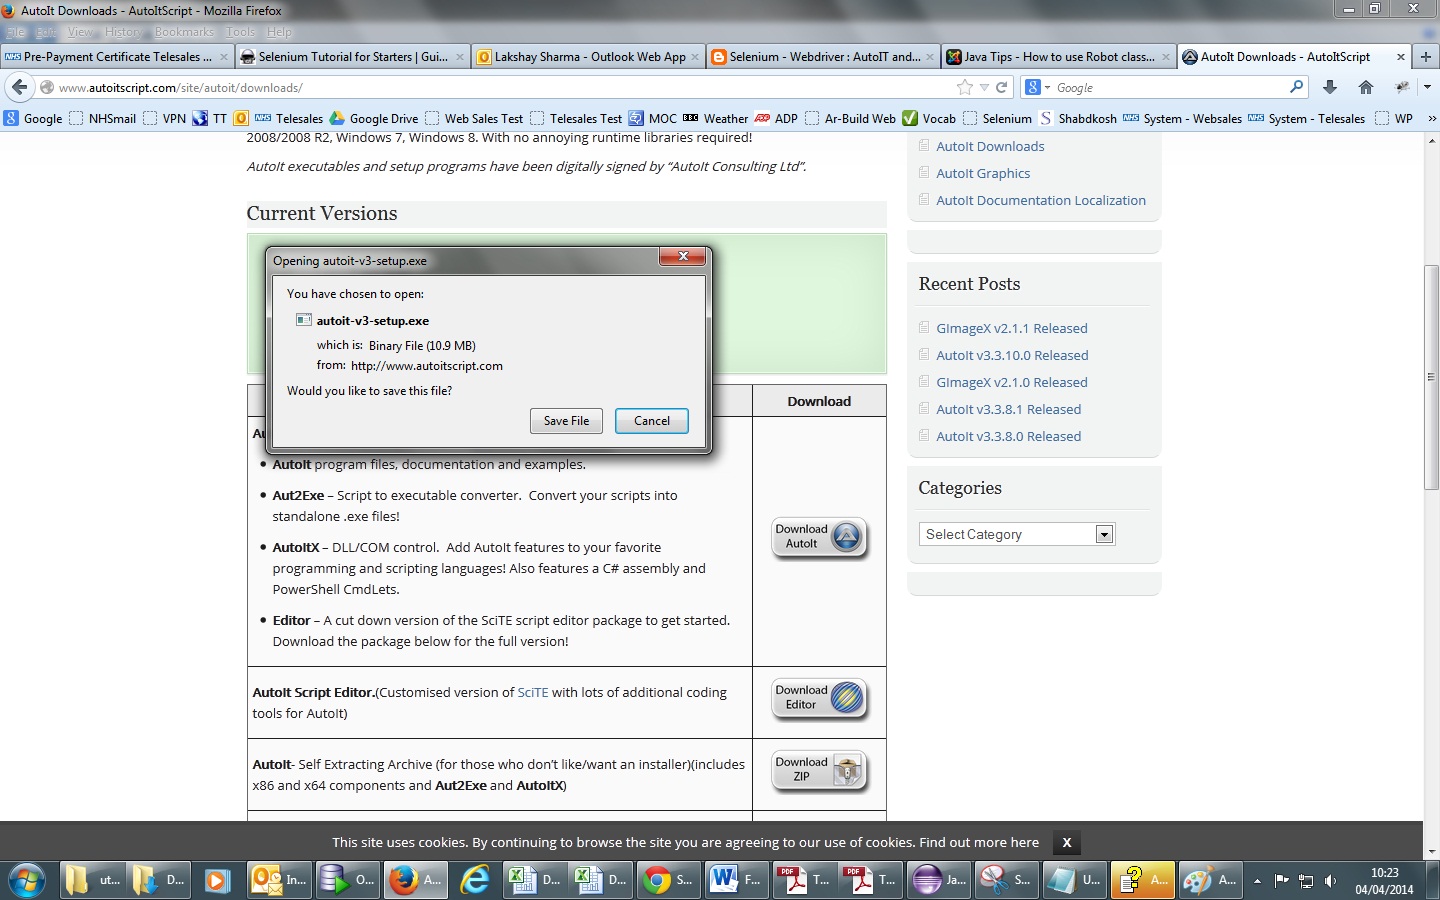 AutoIt Downloads - AutoItScript - Mozilla Firefox
File Edit View History Bookmarks Tools Help
Pre-Payment Certificate Telesales ...
Selenium Tutorial for Starters | Gui...
Lakshay Sharma - Outlook Web App
Selenium - Webdriver : AutoIT and...
Java Tips - How to use Robot class...
AutoIt Downloads - AutoItScript
www.autoitscript.com/site/autoit/downloads/
Google
Google NHSmail VPN TT Telesales Google Drive Web Sales Test Telesales Test MOC Weather ADP Ar-Build Web Vocab Selenium Shabdkosh System - Websales System - Telesales WP »
2008/2008 R2, Windows 7, Windows 8. With no annoying runtime libraries required!
AutoIt executables and setup programs have been digitally signed by “AutoIt Consulting Ltd”.
Current Versions
Opening autoit-v3-setup.exe
You have chosen to open:
autoit-v3-setup.exe
which is: Binary File (10.9 MB)
from: http://www.autoitscript.com
Would you like to save this file?
Save File
Cancel
Download
Au
AutoIt program files, documentation and examples.
Aut2Exe – Script to executable converter. Convert your scripts into
standalone .exe files!
AutoItX – DLL/COM control. Add AutoIt features to your favorite
programming and scripting languages! Also features a C# assembly and
PowerShell CmdLets.
Editor – A cut down version of the SciTE script editor package to get started.
Download the package below for the full version!
Download
AutoIt
AutoIt Script Editor.(Customised version of SciTE with lots of additional coding
tools for AutoIt)
Download
Editor
AutoIt- Self Extracting Archive (for those who don’t like/want an installer)(includes
x86 and x64 components and Aut2Exe and AutoItX)
Download
ZIP
AutoIt Downloads
AutoIt Graphics
AutoIt Documentation Localization
Recent Posts
GImageX v2.1.1 Released
AutoIt v3.3.10.0 Released
GImageX v2.1.0 Released
AutoIt v3.3.8.1 Released
AutoIt v3.3.8.0 Released
Categories
Select Category
This site uses cookies. By continuing to browse the site you are agreeing to our use of cookies. Find out more here
X
ut... D... In... O... A... D... D... S... F... T... T... Ja... S... U... A... A...
10:23
04/04/2014